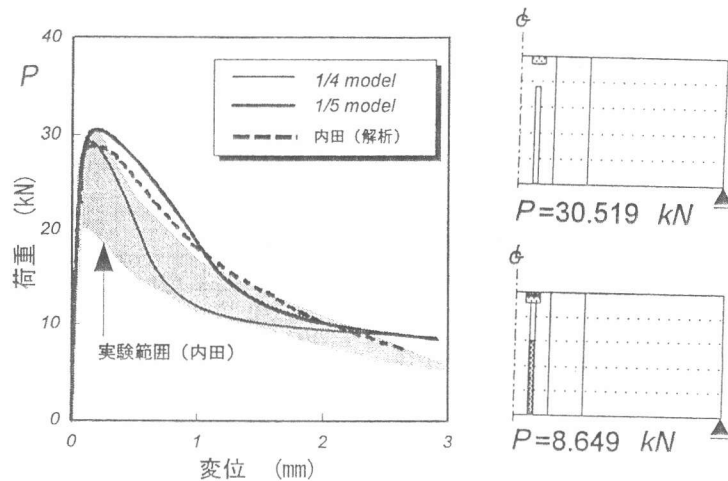 40
P
1/4 model
1/5 model
内田（解析）
30
20
荷重 (kN)
10
実験範囲（内田）
0
0
1
2
3
変位 (mm)
¢
P=30.519 kN
¢
P=8.649 kN